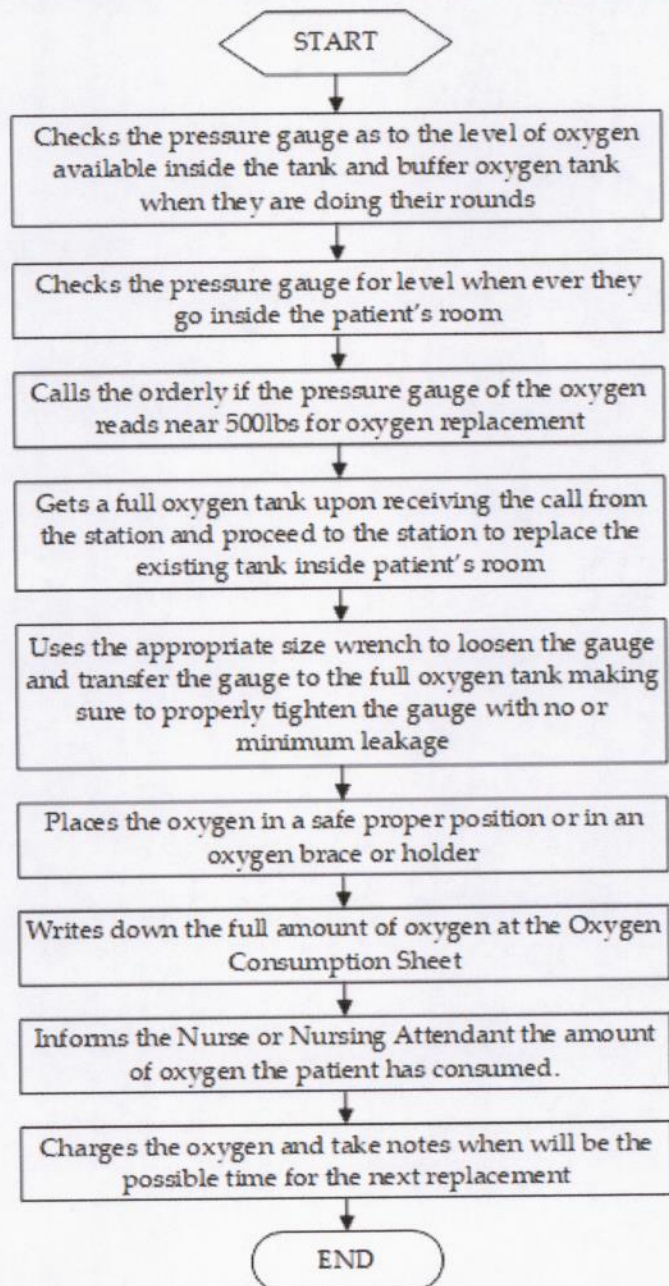 START
Checks the pressure gauge as to the level of oxygen
available inside the tank and buffer oxygen tank
when they are doing their rounds
Checks the pressure gauge for level when ever they
go inside the patient's room
Calls the orderly if the pressure gauge of the oxygen
reads near 500lbs for oxygen replacement
Gets a full oxygen tank upon receiving the call from
the station and proceed to the station to replace the
existing tank inside patient's room
Uses the appropriate size wrench to loosen the gauge
and transfer the gauge to the full oxygen tank making
sure to properly tighten the gauge with no or
minimum leakage
Places the oxygen in a safe proper position or in an
oxygen brace or holder
Writes down the full amount of oxygen at the Oxygen
Consumption Sheet
Informs the Nurse or Nursing Attendant the amount
of oxygen the patient has consumed.
Charges the oxygen and take notes when will be the
possible time for the next replacement
END